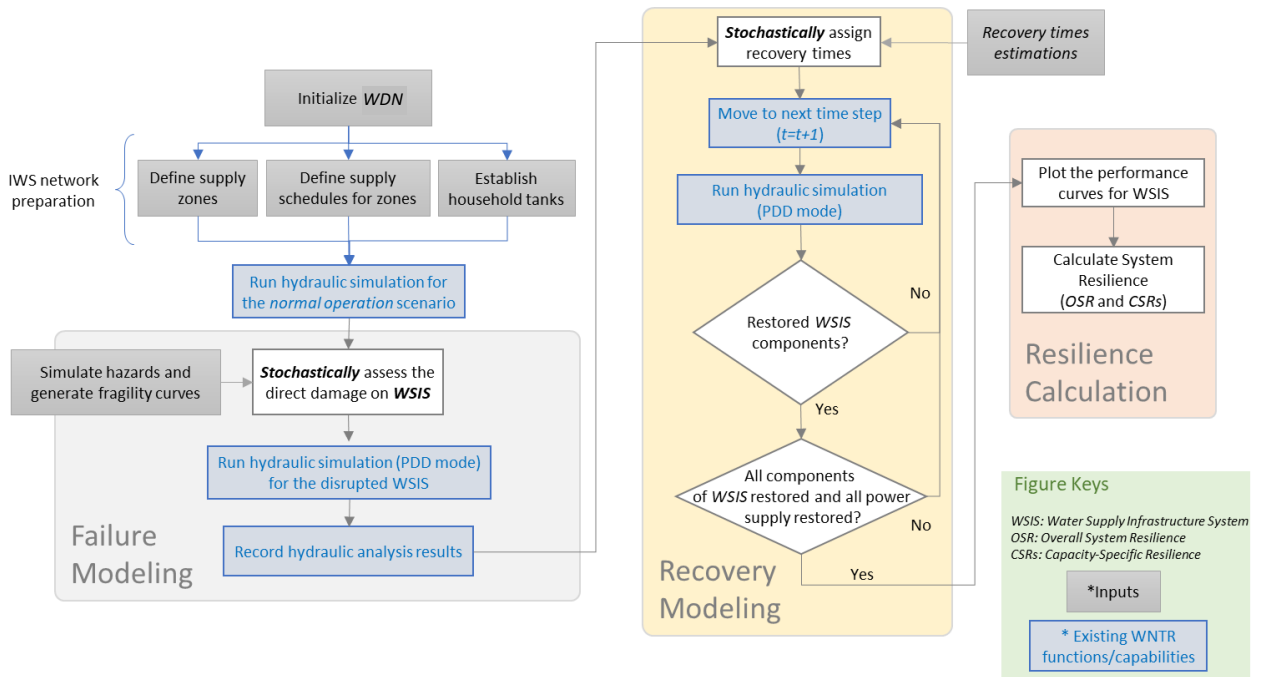 Initialize WDN
IWS network
preparation
Define supply
zones
Define supply
schedules for zones
Establish
household tanks
Run hydraulic simulation for
the normal operation scenario
Simulate hazards and
generate fragility curves
Stochastically assess the
direct damage on WSIS
Run hydraulic simulation (PDD mode)
for the disrupted WSIS
Record hydraulic analysis results
Failure
Modeling
Stochastically assign
recovery times
Recovery times
estimations
Move to next time step
(t=t+1)
Run hydraulic simulation
(PDD mode)
No
Restored WSIS
components?
Yes
All components
of WSIS restored and all power
supply restored?
No
Yes
Recovery
Modeling
Plot the performance
curves for WSIS
Calculate System
Resilience
(OSR and CSRs)
Resilience
Calculation
Figure Keys
WSIS: Water Supply Infrastructure System
OSR: Overall System Resilience
CSRs: Capacity-Specific Resilience
*Inputs
* Existing WNTR
functions/capabilities